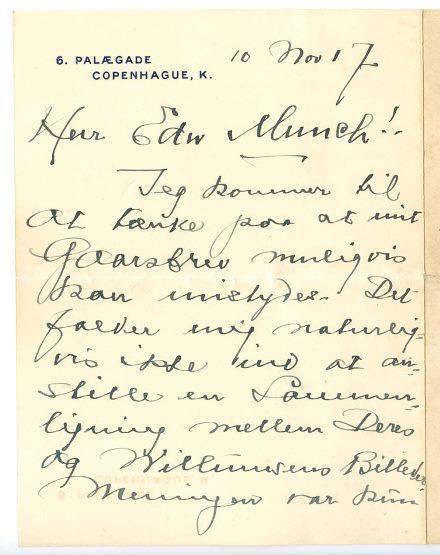 6. PALÆGADE
COPENHAGUE, K.
10 Nov 17
Herr Edv Munch!
Jeg kommer til
at tænke paa at mit
Gaarsbrev muligvis
kan mistydes. Det
falder mig naturlig-
vis ikke ind at an-
stille en Sammen-
ligning mellem Deres
og Willumsens Billeder
Meningen var kun